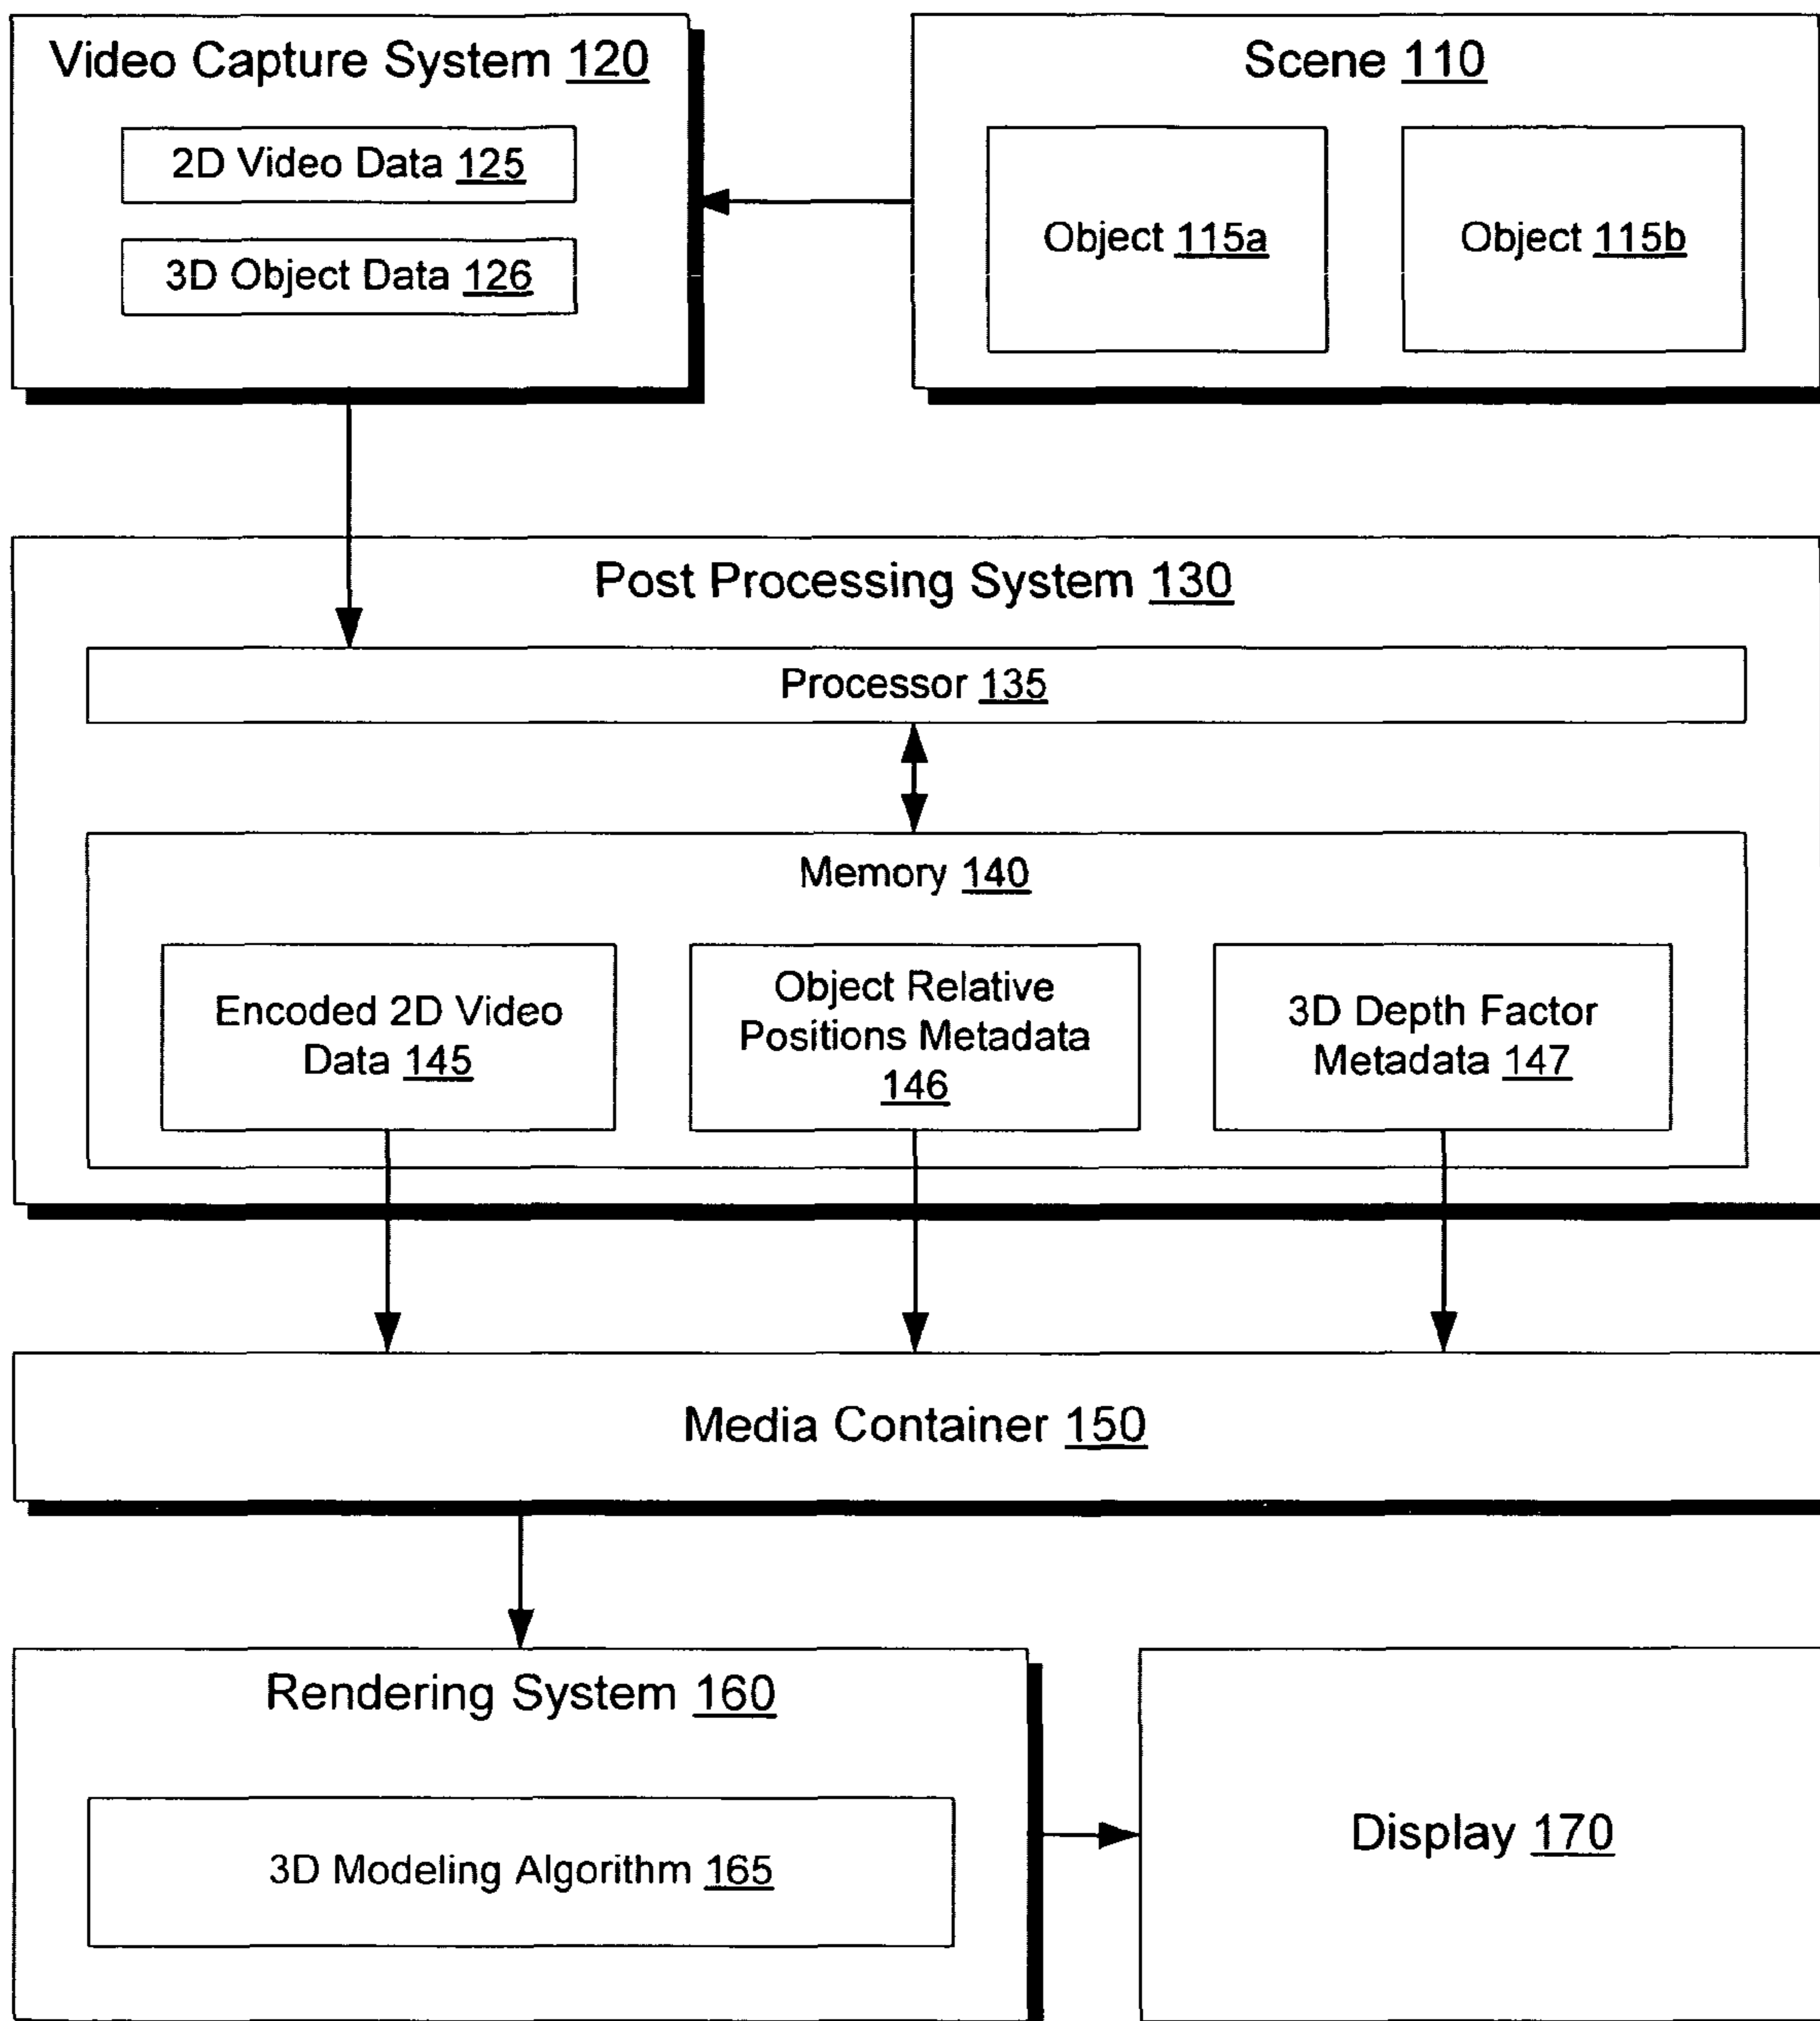 Video Capture System 120
2D Video Data 125
3D Object Data 126
Scene 110
Object 115a
Object 115b
Post Processing System 130
Processor 135
Memory 140
Encoded 2D Video
Data 145
Object Relative
Positions Metadata
146
3D Depth Factor
Metadata 147
Media Container 150
Rendering System 160
3D Modeling Algorithm 165
Display 170